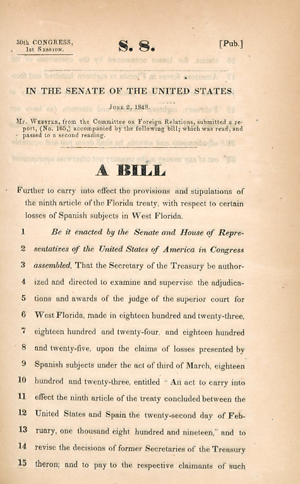 30th CONGRESS,
1st Session.
S. 8.
[Pub.]
IN THE SENATE OF THE UNITED STATES.
June 2, 1848.
Mr. Webster, from the Committee on Foreign Relations, submitted a re-
port, (No. 165,) accompanied by the following bill; which was read, and
passed to a second reading.
A BILL
Further to carry into effect the provisions and stipulations of
the ninth article of the Florida treaty, with respect to certain
losses of Spanish subjects in West Florida.
1 Be it enacted by the Senate and House of Repre-
2 sentatives of the United States of America in Congress
3 assembled, That the Secretary of the Treasury be author-
4 ized and directed to examine and supervise the adjudica-
5 tions and awards of the judge of the superior court for
6 West Florida, made in eighteen hundred and twenty-three,
7 eighteen hundred and twenty-four, and eighteen hundred
8 and twenty-five, upon the claims of losses presented by
9 Spanish subjects under the act of third of March, eighteen
10 hundred and twenty-three, entitled "An act to carry into
11 effect the ninth article of the treaty concluded between the
12 United States and Spain the twenty-second day of Feb-
13 ruary, one thousand eight hundred and nineteen," and to
14 revise the decisions of former Secretaries of the Treasury
15 theron; and to pay to the respective claimants of such